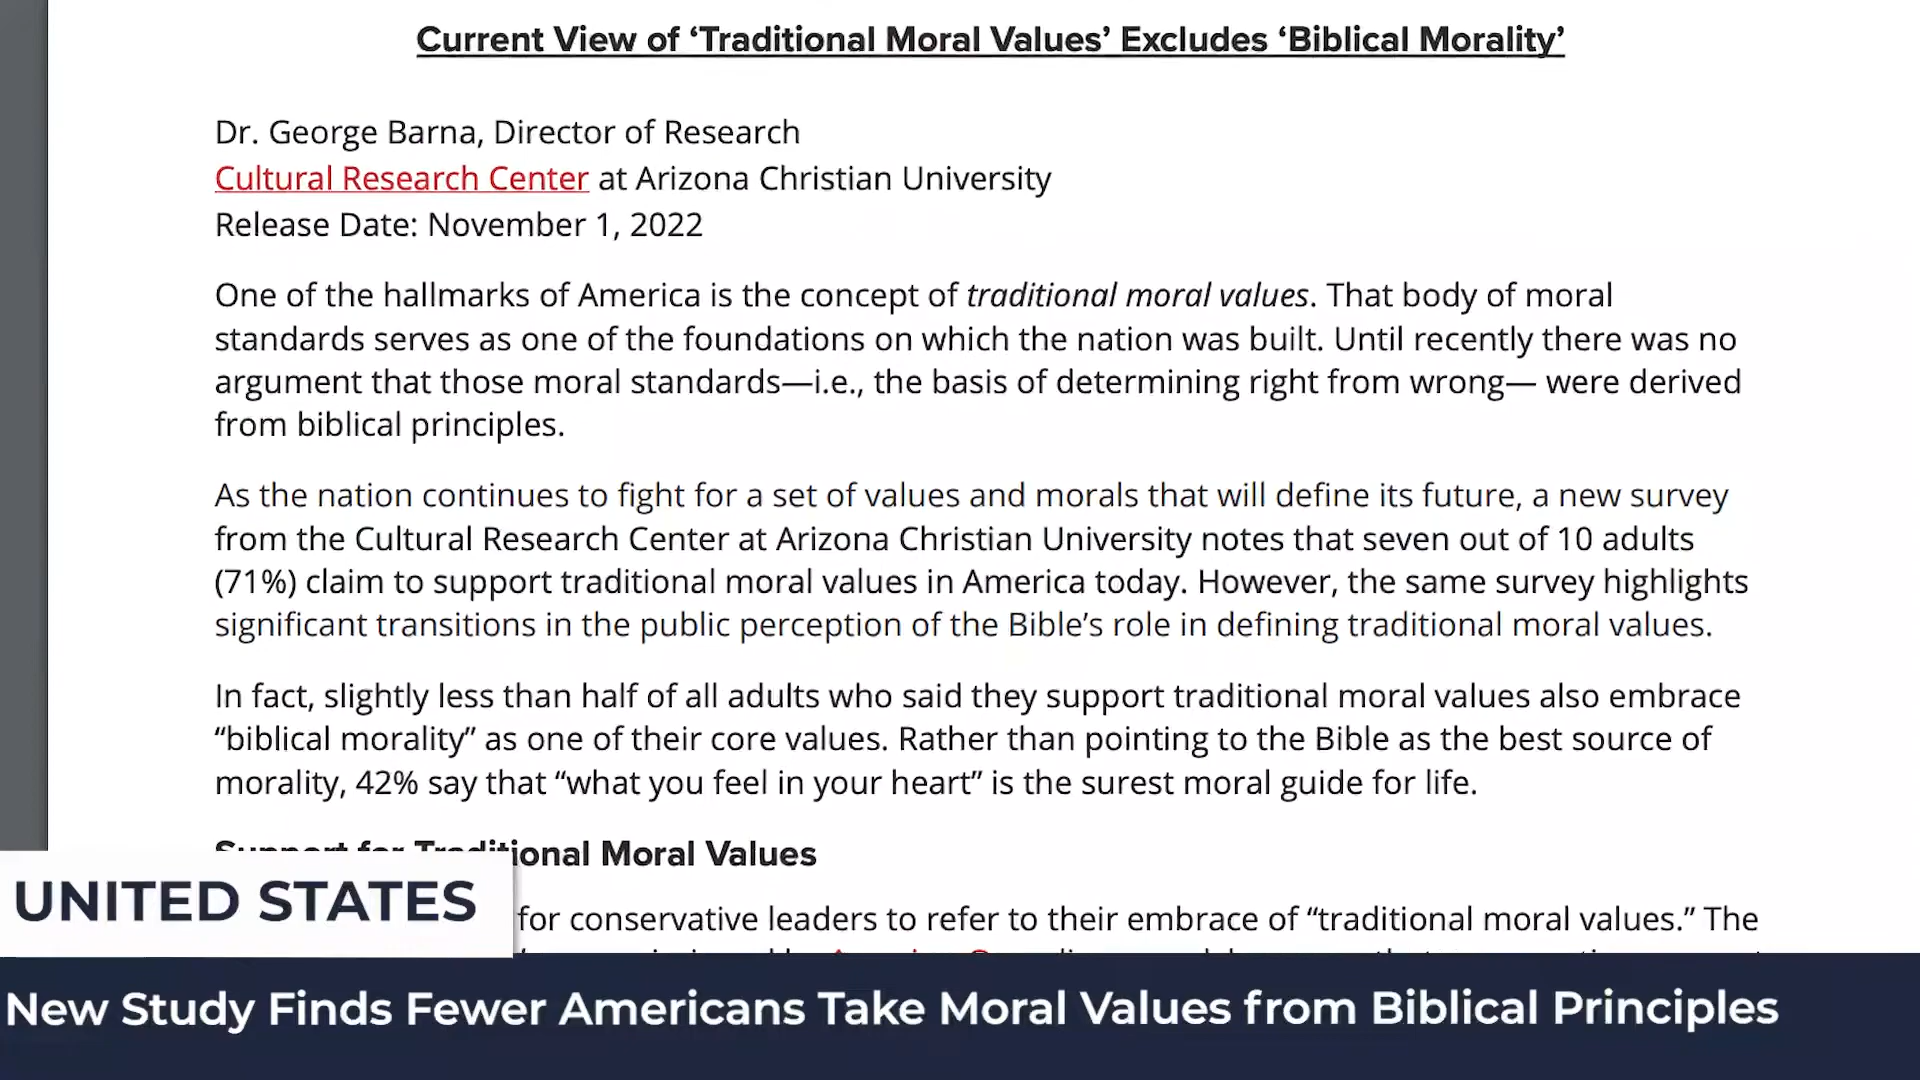 Current View of ‘Traditional Moral Values’ Excludes ‘Biblical Morality’
Dr. George Barna, Director of Research
Cultural Research Center at Arizona Christian University
Release Date: November 1, 2022
One of the hallmarks of America is the concept of traditional moral values. That body of moral
standards serves as one of the foundations on which the nation was built. Until recently there was no
argument that those moral standards—i.e., the basis of determining right from wrong— were derived
from biblical principles.
As the nation continues to fight for a set of values and morals that will define its future, a new survey
from the Cultural Research Center at Arizona Christian University notes that seven out of 10 adults
(71%) claim to support traditional moral values in America today. However, the same survey highlights
significant transitions in the public perception of the Bible’s role in defining traditional moral values.
In fact, slightly less than half of all adults who said they support traditional moral values also embrace
“biblical morality” as one of their core values. Rather than pointing to the Bible as the best source of
morality, 42% say that “what you feel in your heart” is the surest moral guide for life.
Support for Traditional Moral Values
for conservative leaders to refer to their embrace of “traditional moral values.” The
UNITED STATES
New Study Finds Fewer Americans Take Moral Values from Biblical Principles